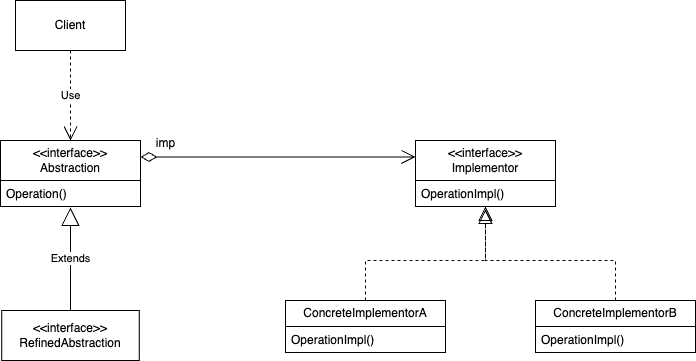 Client
Use
<<interface>>
Abstraction
Operation()
imp
<<interface>>
Implementor
OperationImpl()
Extends
<<interface>>
RefinedAbstraction
ConcreteImplementorA
OperationImpl()
ConcreteImplementorB
OperationImpl()